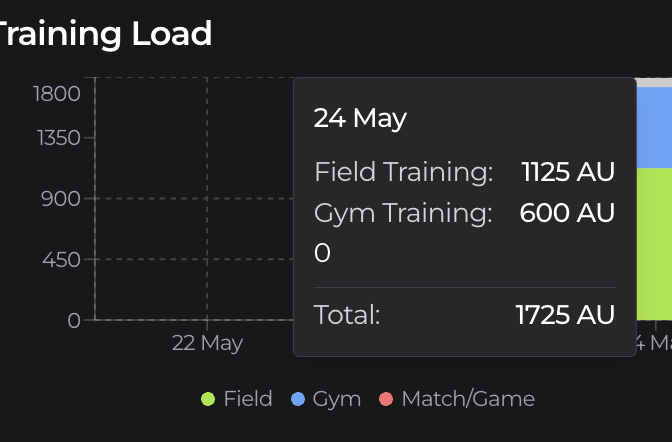 Training Load
1800
1350
900
450
0
22 May
24 May
Field Training: 1125 AU
Gym Training: 600 AU
0
Total: 1725 AU
Field Gym Match/Game